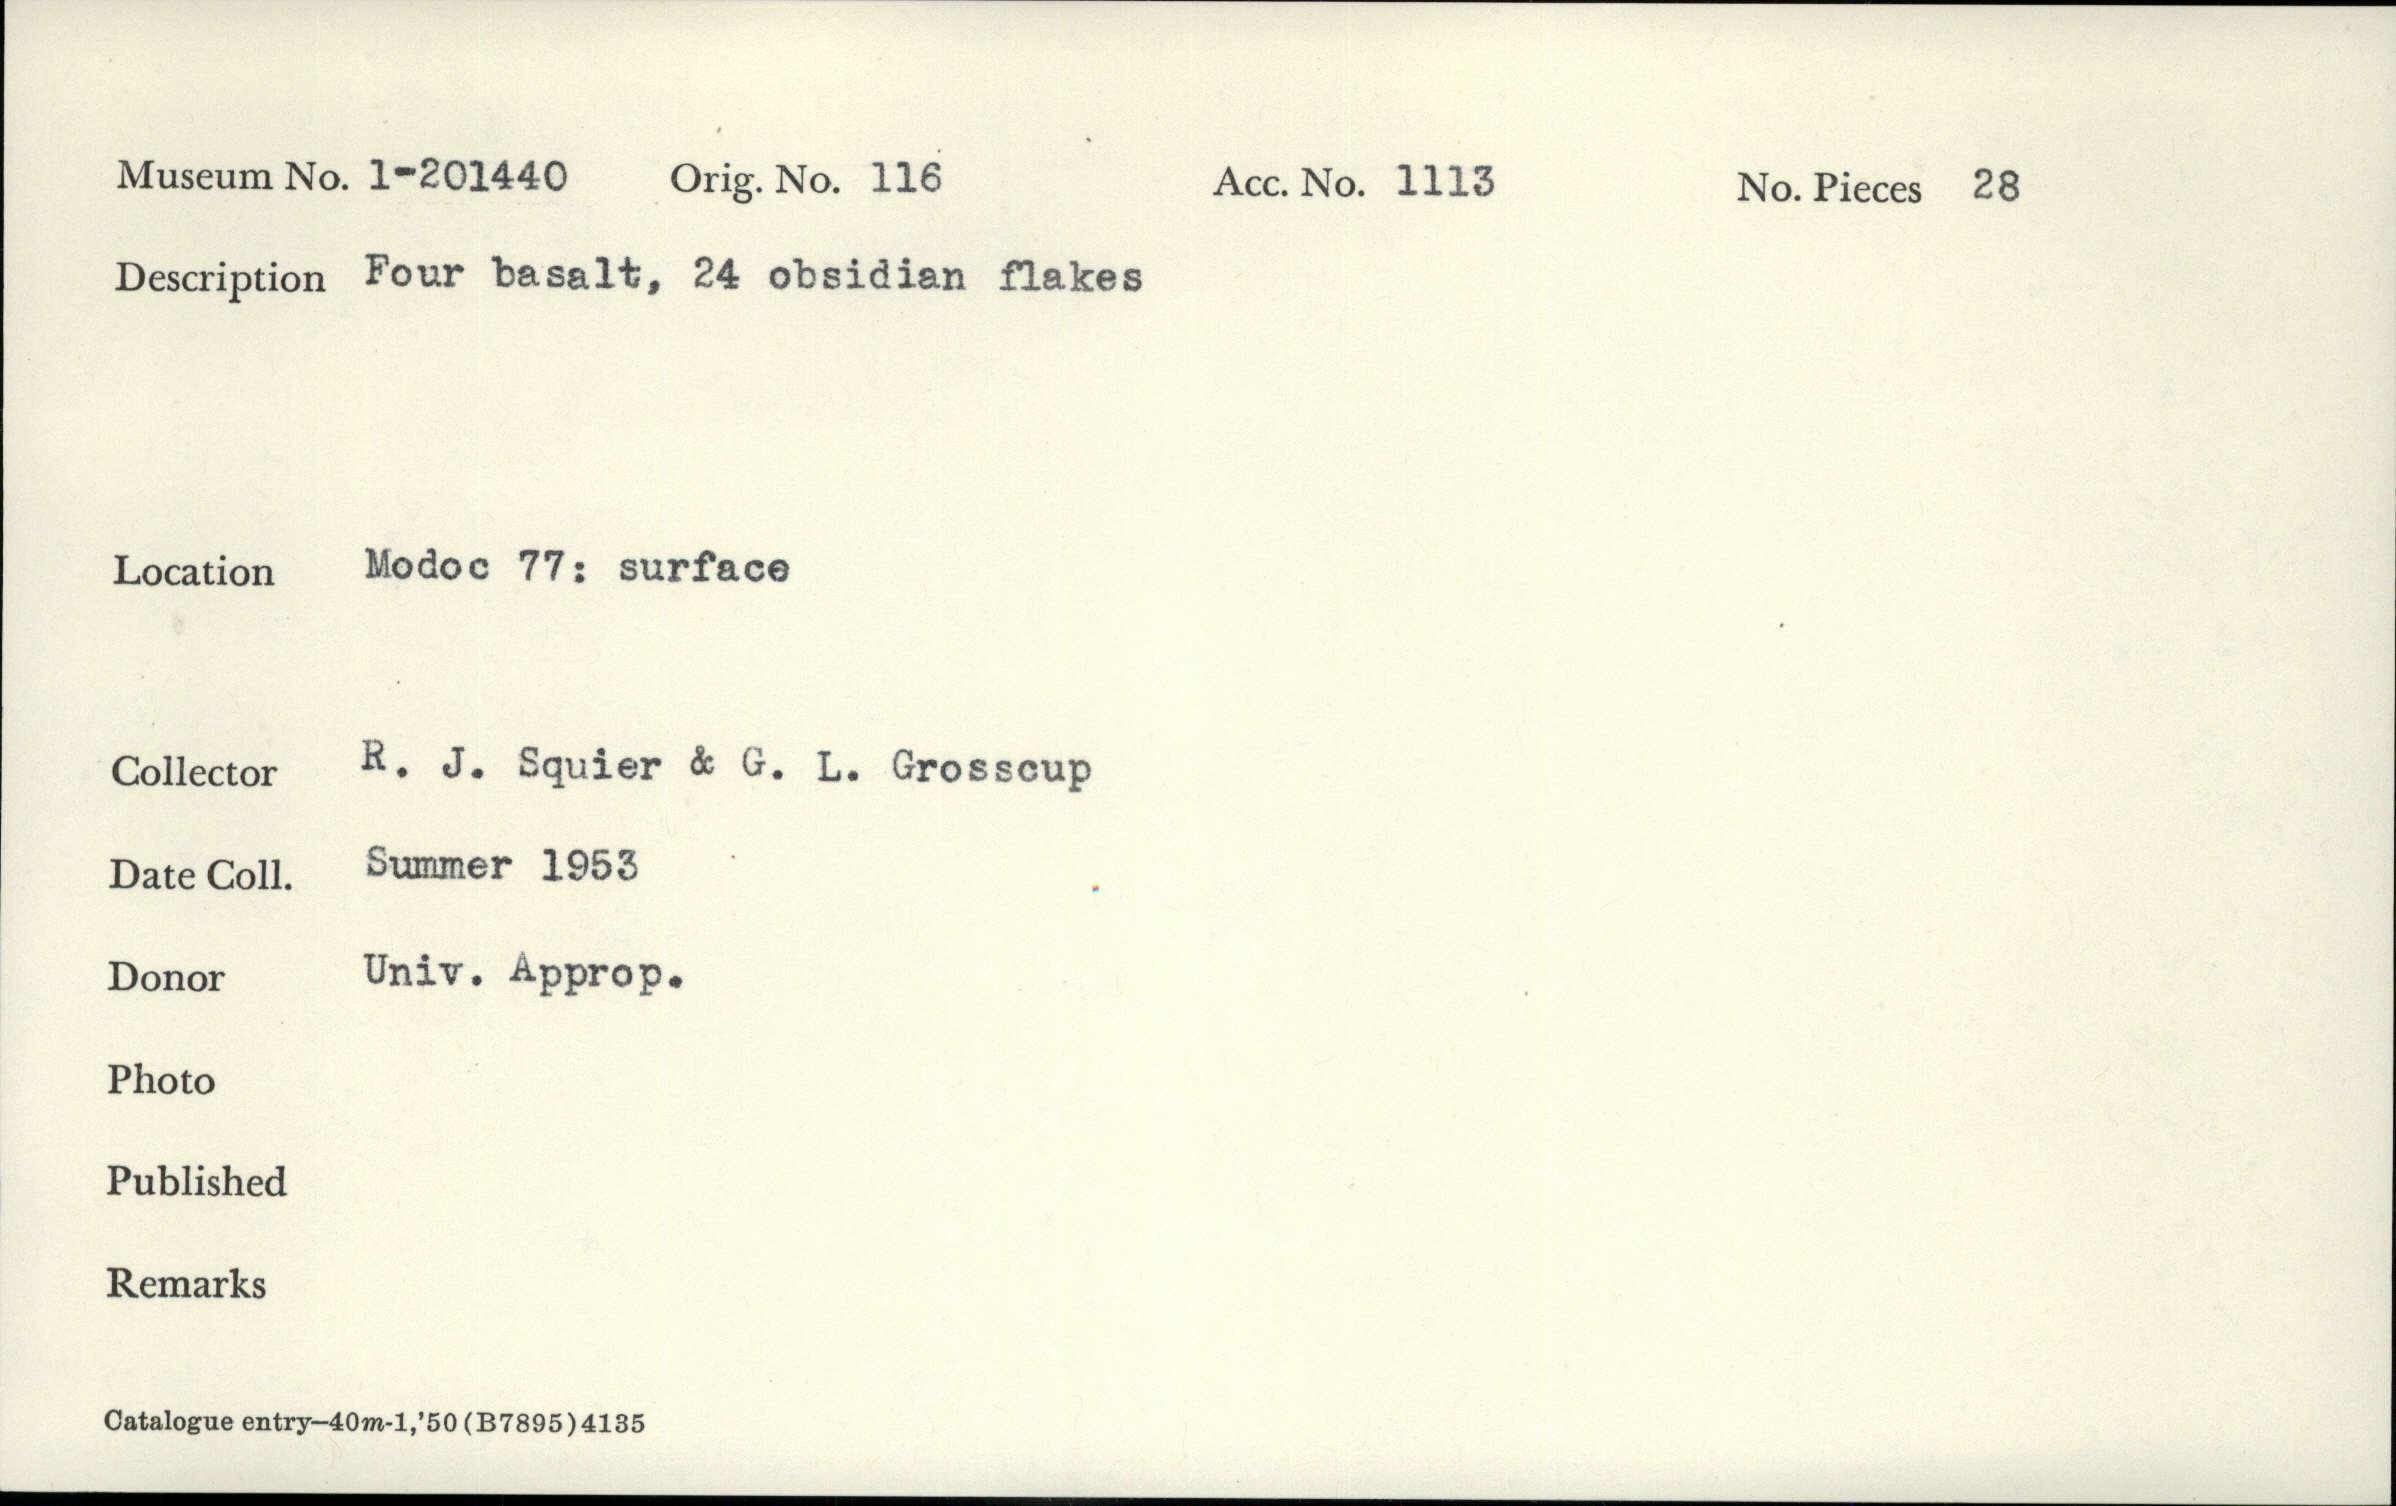 Museum No. 1-201440 Orig. No. 116 Acc. No. 1113 No. Pieces 28
Description Four basalt, 24 obsidian flakes
Location Modoc 77: surface
Collector R. J. Squier & G. L. Grosscup
Date Coll. Summer 1953
Donor Univ. Approp.
Photo
Published
Remarks
Catalogue entry—40m-1,'50(B7895)4135